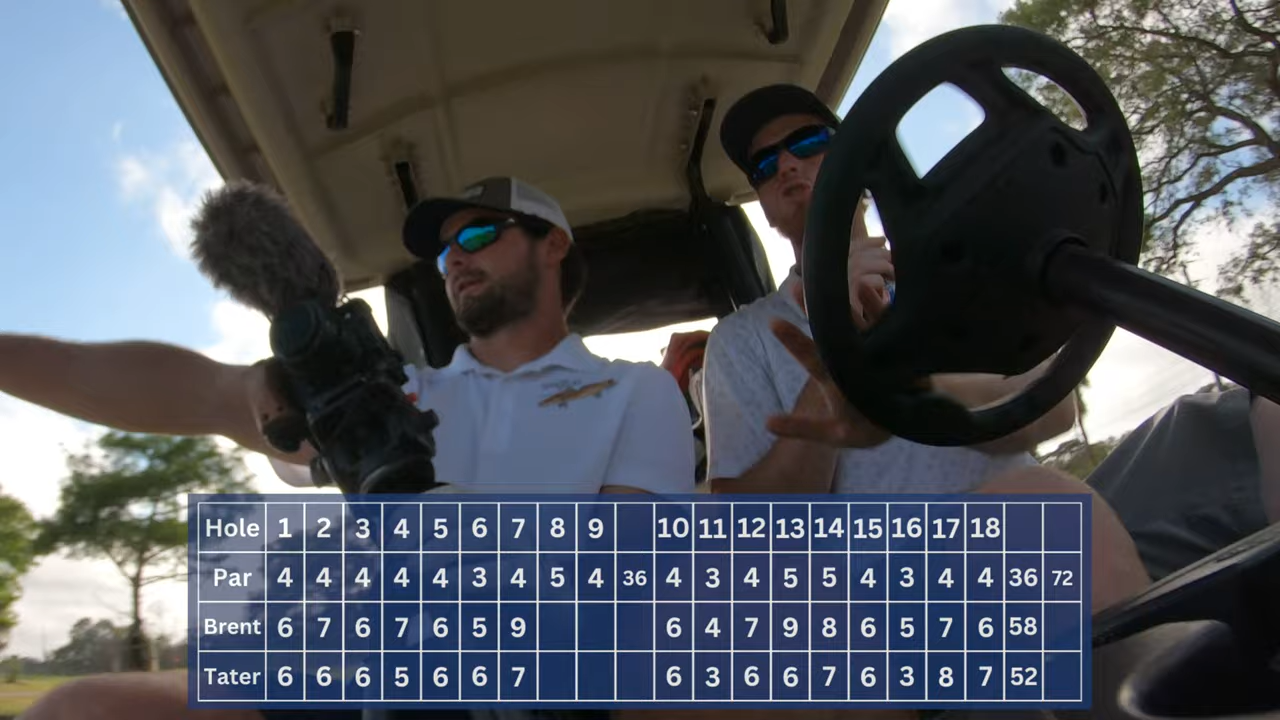 Hole 1 2 3 4 5 6 7 8 9 10 11 12 13 14 15 16 17 18
Par 4 4 4 4 4 3 4 5 4 36 4 3 4 5 5 4 3 4 4 36 72
Brent 6 7 6 7 6 5 9 6 4 7 9 8 6 5 7 6 58
Tater 6 6 6 5 6 6 7 6 3 6 6 7 6 3 8 7 52